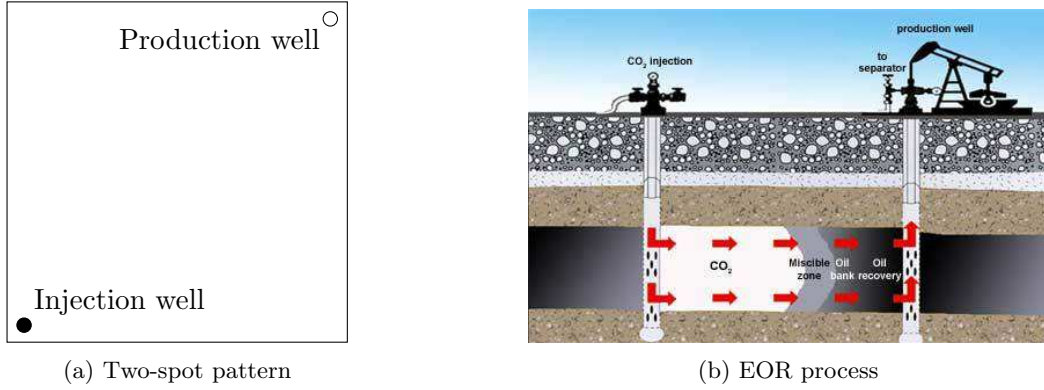 Production well
Injection well
(a) Two-spot pattern
production well
to
separator
CO₂ injection
CO₂
Miscible
zone
Oil
bank
Oil
recovery
(b) EOR process